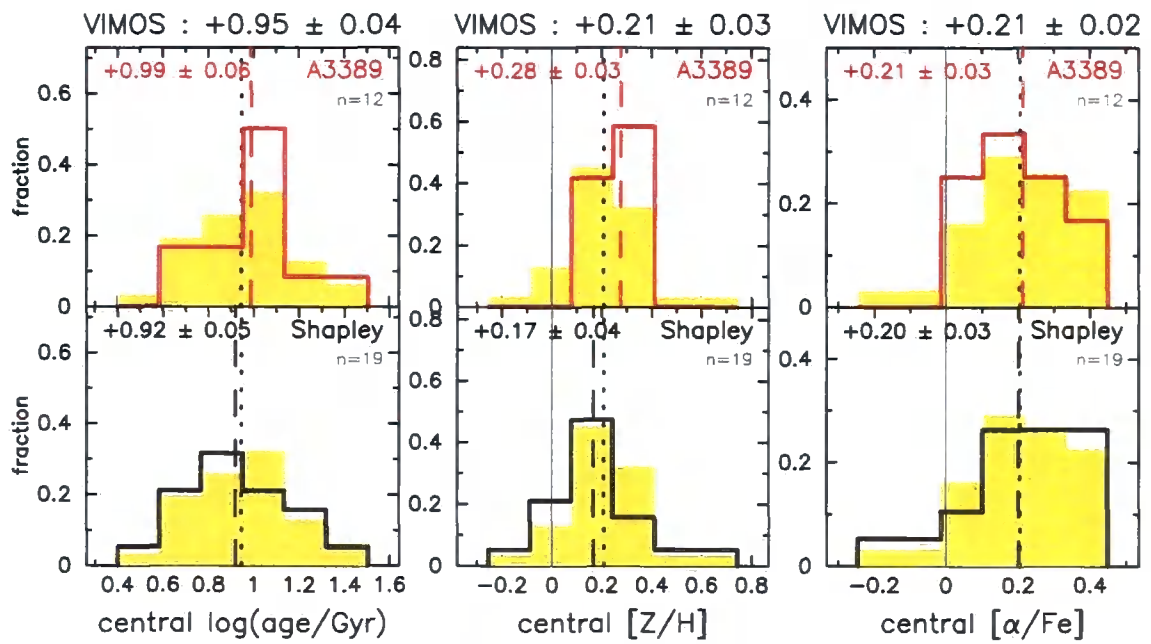 VIMOS : +0.95 ± 0.04
VIMOS : +0.21 ± 0.03
VIMOS : +0.21 ± 0.02
+0.99 ± 0.06 A3389
n=12
+0.28 ± 0.03 A3389
n=12
+0.21 ± 0.03 A3389
n=12
fraction
0.6
0.4
0.2
0
0.8
0.6
0.4
0.2
0
0.4
0.2
0
+0.92 ± 0.05 Shapley
n=19
+0.17 ± 0.04 Shapley
n=19
+0.20 ± 0.03 Shapley
n=19
fraction
0.6
0.4
0.2
0
0.8
0.6
0.4
0.2
0
0.4
0.2
0
0.4 0.6 0.8 1 1.2 1.4 1.6
−0.2 0 0.2 0.4 0.6 0.8
−0.2 0 0.2 0.4
central log(age/Gyr)
central [Z/H]
central [α/Fe]